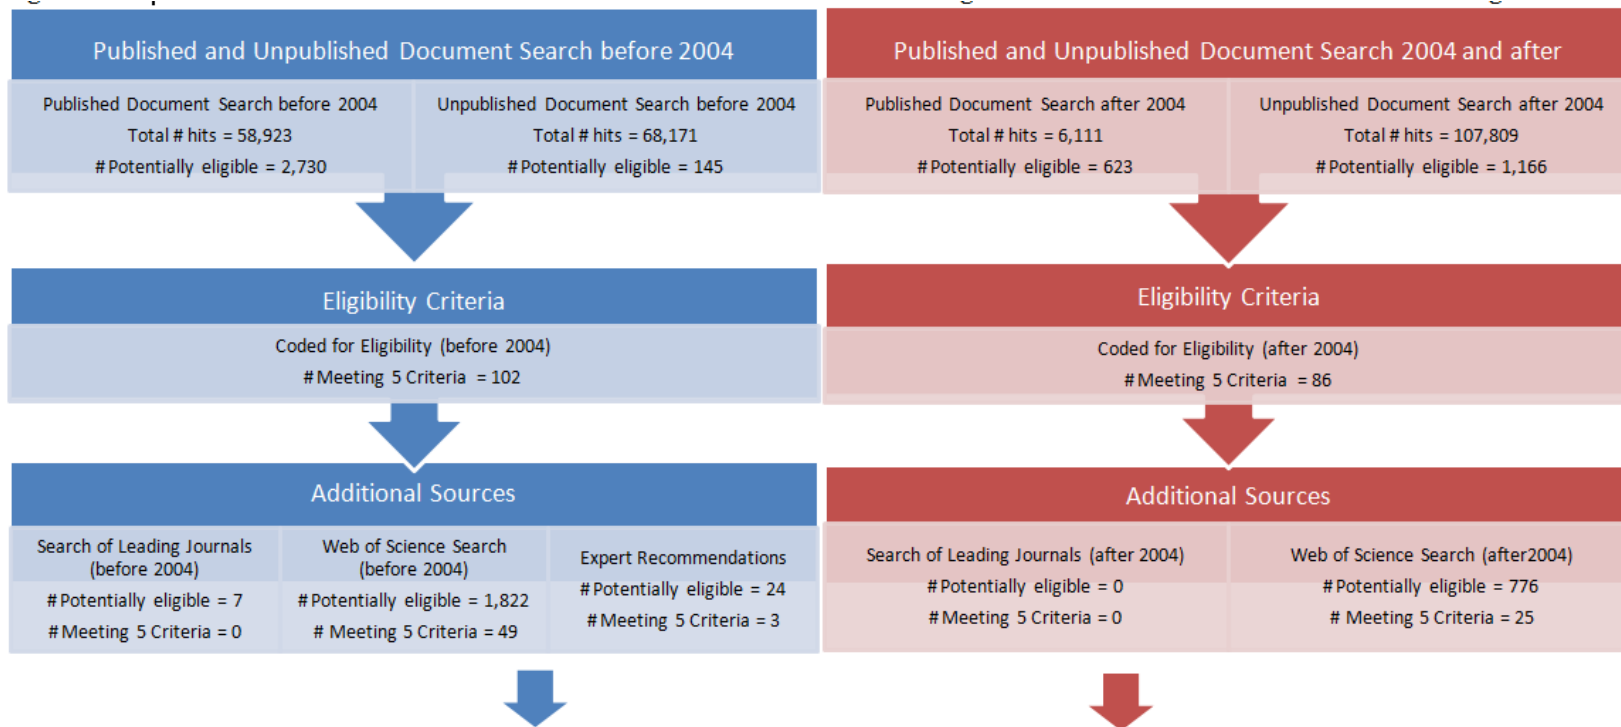 Published and Unpublished Document Search before 2004
Published Document Search before 2004
Total # hits = 58,923
# Potentially eligible = 2,730
Unpublished Document Search before 2004
Total # hits = 68,171
# Potentially eligible = 145
Eligibility Criteria
Coded for Eligibility (before 2004)
# Meeting 5 Criteria = 102
Additional Sources
Search of Leading Journals
(before 2004)
# Potentially eligible = 7
# Meeting 5 Criteria = 0
Web of Science Search
(before 2004)
# Potentially eligible = 1,822
# Meeting 5 Criteria = 49
Expert Recommendations
# Potentially eligible = 24
# Meeting 5 Criteria = 3
Published and Unpublished Document Search 2004 and after
Published Document Search after 2004
Total # hits = 6,111
# Potentially eligible = 623
Unpublished Document Search after 2004
Total # hits = 107,809
# Potentially eligible = 1,166
Eligibility Criteria
Coded for Eligibility (after 2004)
# Meeting 5 Criteria = 86
Additional Sources
Search of Leading Journals (after 2004)
# Potentially eligible = 0
# Meeting 5 Criteria = 0
Web of Science Search (after2004)
# Potentially eligible = 776
# Meeting 5 Criteria = 25